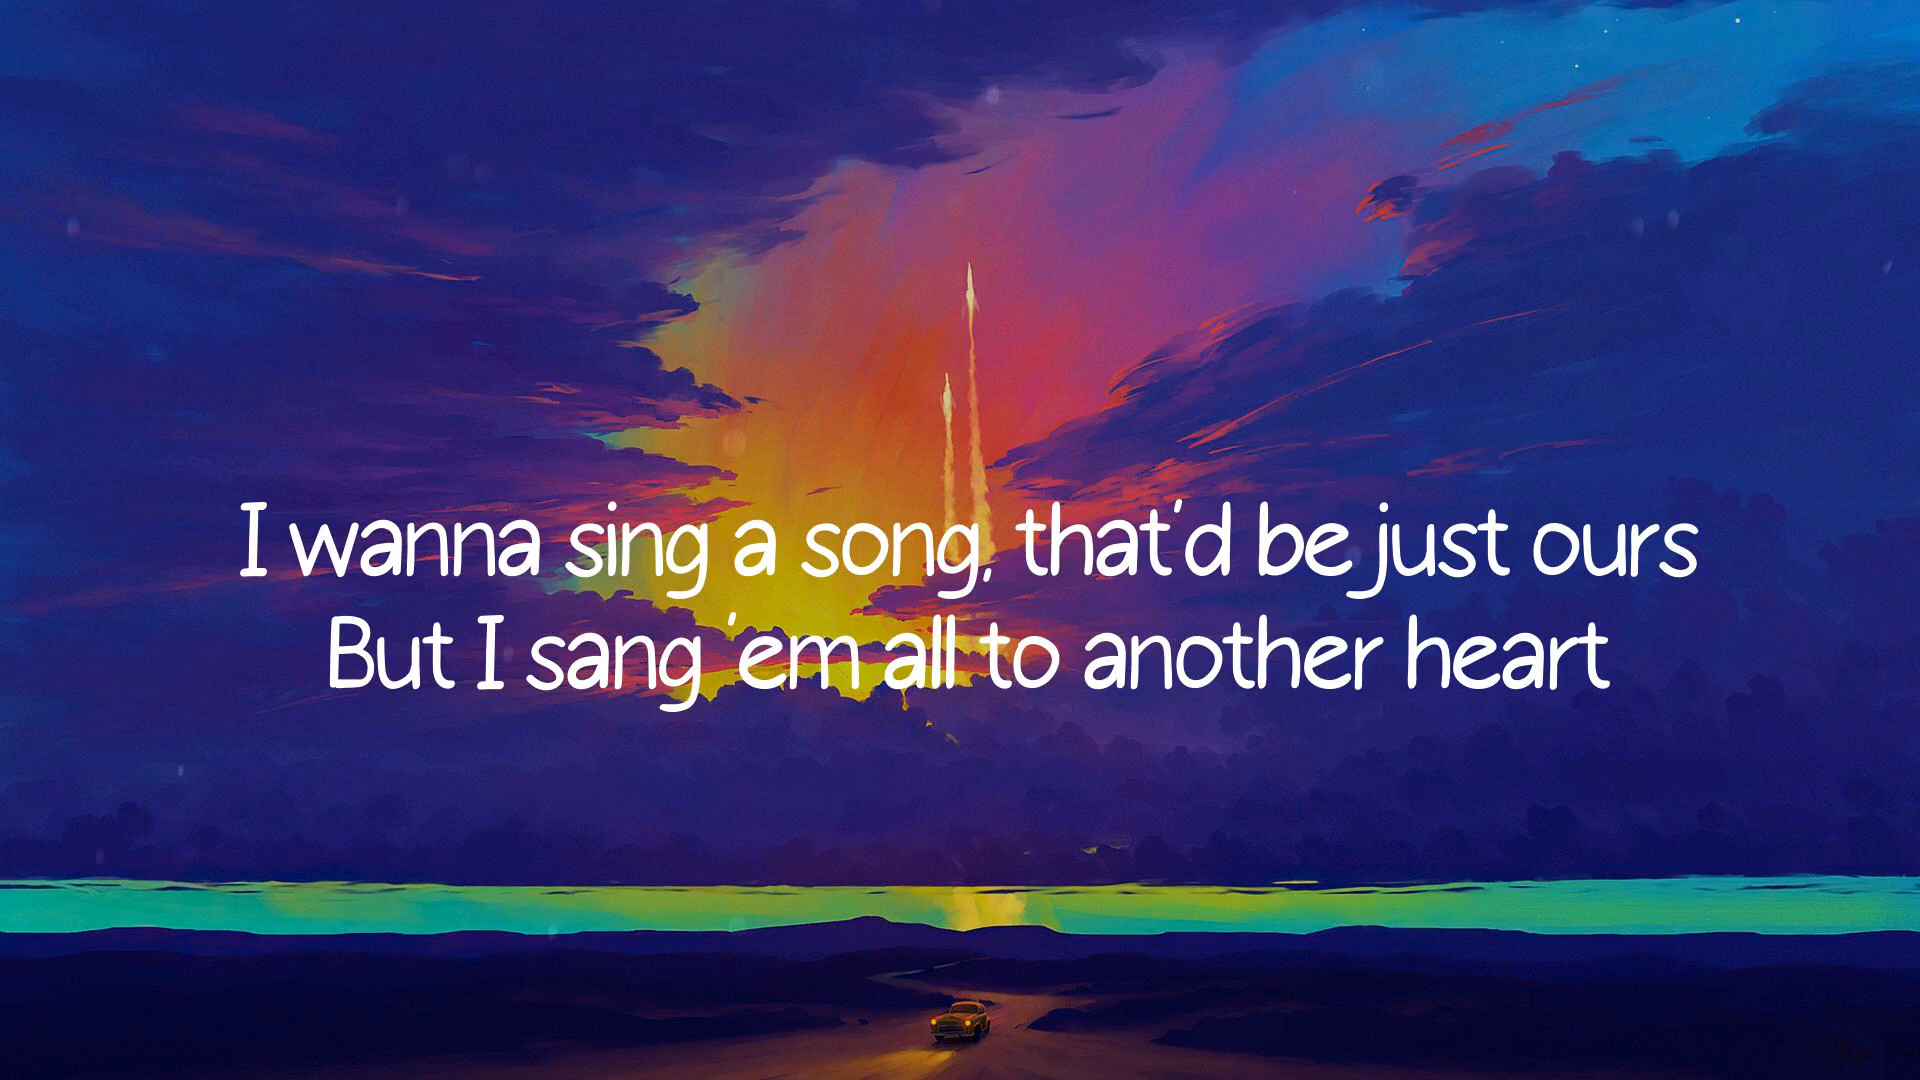 I wanna sing a song, that'd be just ours
But I sang 'em all to another heart